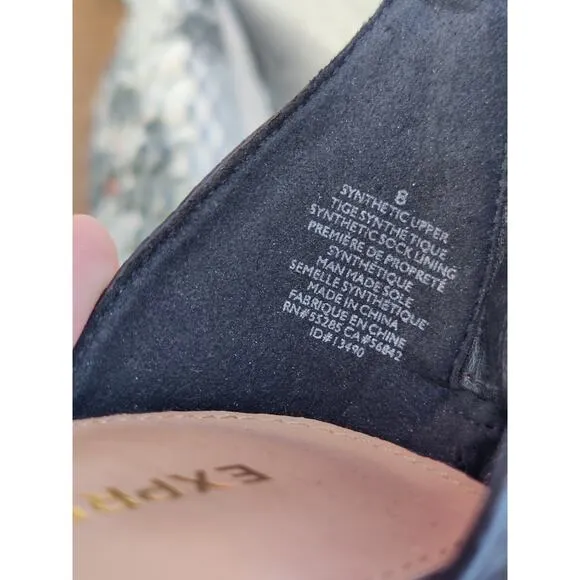 8
SYNTHETIC UPPER
TIGE SYNTHÉTIQUE
SYNTHETIC SOCK LINING
PREMIÈRE DE PROPRETÉ
SYNTHÉTIQUE
MAN MADE SOLE
SEMELLE SYNTHÉTIQUE
MADE IN CHINA
FABRIQUE EN CHINE
RN#55285 CA#56842
ID#13490
EXPR